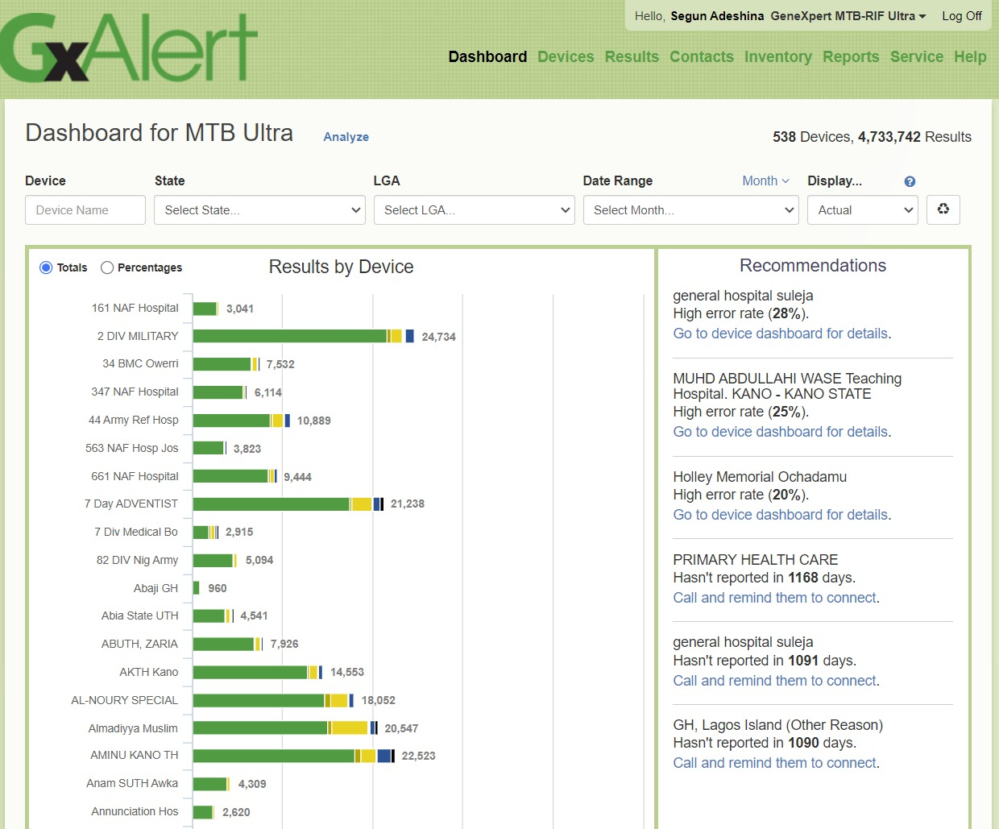 GxAlert
Hello, Segun Adeshina GeneXpert MTB-RIF Ultra Log Off
Dashboard Devices Results Contacts Inventory Reports Service Help
Dashboard for MTB Ultra Analyze 538 Devices, 4,733,742 Results
Device State LGA Date Range Month Display... ?
Device Name Select State... Select LGA... Select Month... Actual
Totals Percentages Results by Device
161 NAF Hospital 3,041
2 DIV MILITARY 24,734
34 BMC Owerri 7,532
347 NAF Hospital 6,114
44 Army Ref Hosp 10,889
563 NAF Hosp Jos 3,823
661 NAF Hospital 9,444
7 Day ADVENTIST 21,238
7 Div Medical Bo 2,915
82 DIV Nig Army 5,094
Abaji GH 960
Abia State UTH 4,541
ABUTH, ZARIA 7,926
AKTH Kano 14,553
AL-NOURY SPECIAL 18,052
Almadiyya Muslim 20,547
AMINU KANO TH 22,523
Anam SUTH Awka 4,309
Annunciation Hos 2,620
Recommendations
general hospital suleja
High error rate (28%).
Go to device dashboard for details.
MUHD ABDULLAHI WASE Teaching
Hospital. KANO - KANO STATE
High error rate (25%).
Go to device dashboard for details.
Holley Memorial Ochadamu
High error rate (20%).
Go to device dashboard for details.
PRIMARY HEALTH CARE
Hasn't reported in 1168 days.
Call and remind them to connect.
general hospital suleja
Hasn't reported in 1091 days.
Call and remind them to connect.
GH, Lagos Island (Other Reason)
Hasn't reported in 1090 days.
Call and remind them to connect.